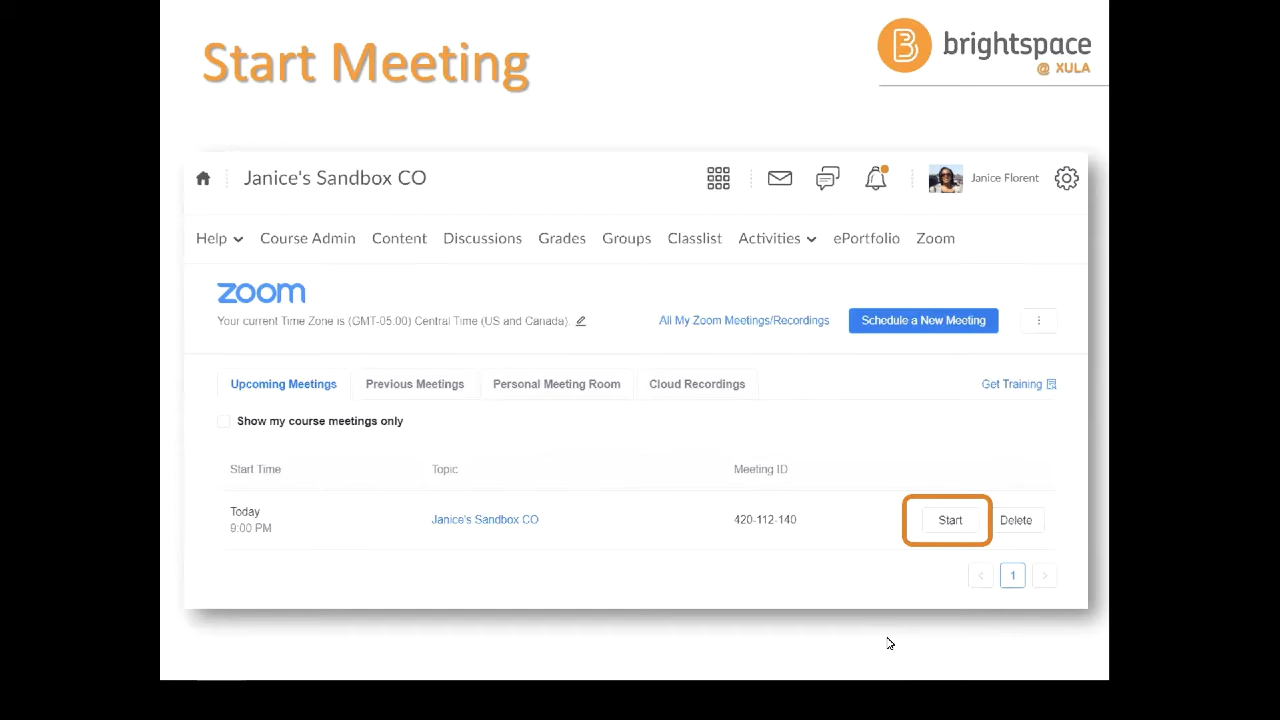 Start Meeting
brightspace
@ XULA
Janice's Sandbox CO
Janice Florent
Help Course Admin Content Discussions Grades Groups Classlist Activities ePortfolio Zoom
zoom
Your current Time Zone is (GMT-05:00) Central Time (US and Canada). All My Zoom Meetings/Recordings Schedule a New Meeting
Upcoming Meetings Previous Meetings Personal Meeting Room Cloud Recordings Get Training
Show my course meetings only
Start Time Topic Meeting ID
Today
9:00 PM
Janice's Sandbox CO 420-112-140 Start Delete
< 1 >